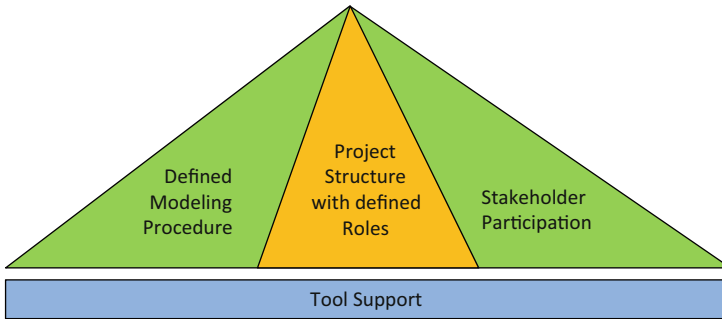 Defined
Modeling
Procedure
Project
Structure
with defined
Roles
Stakeholder
Participation
Tool Support